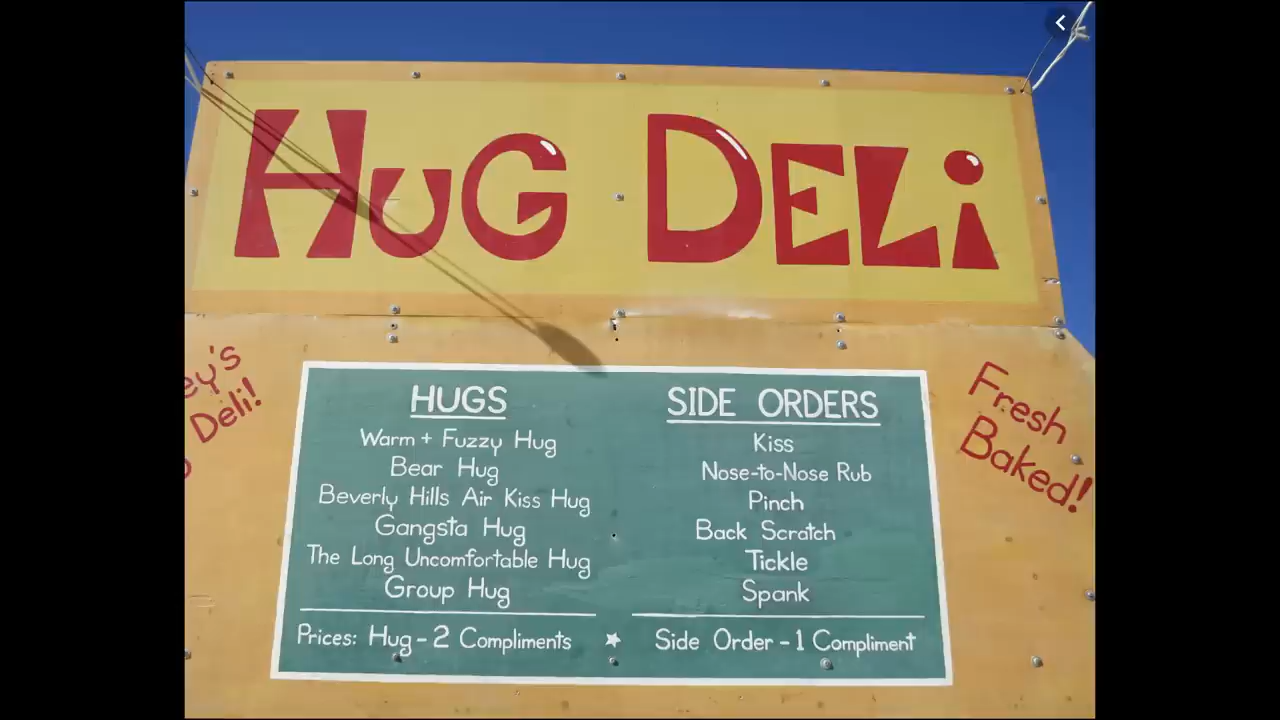 HUG DELi
ey's
Deli!
Fresh
Baked!
HUGS
Warm + Fuzzy Hug
Bear Hug
Beverly Hills Air Kiss Hug
Gangsta Hug
The Long Uncomfortable Hug
Group Hug
Prices: Hug - 2 Compliments
SIDE ORDERS
Kiss
Nose-to-Nose Rub
Pinch
Back Scratch
Tickle
Spank
Side Order - 1 Compliment